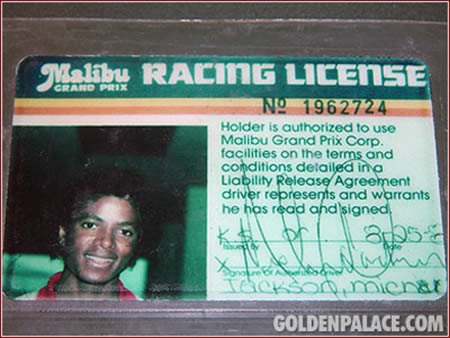 Malibu RACING LICENSE
GRAND PRIX
Nº 1962724
Holder is authorized to use
Malibu Grand Prix Corp.
facilities on the terms and
conditions detailed in a
Liability Release Agreement
driver represents and warrants
he has read and signed.
Issued by Date
X
Signature Of Authorized Driver
Jackson, Michael
GOLDENPALACE.COM